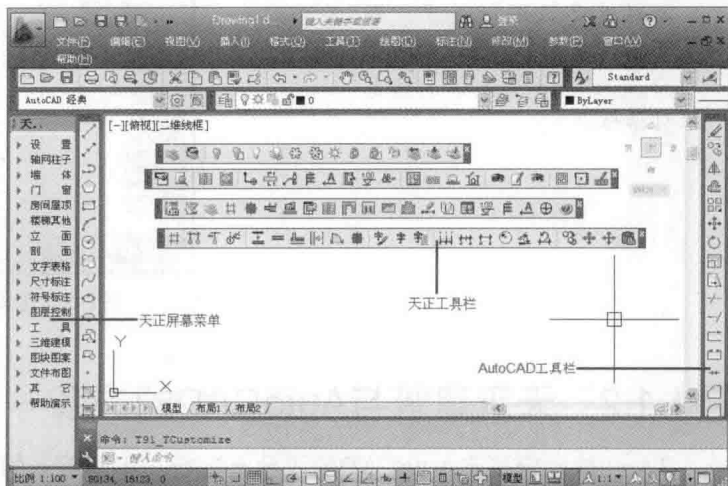 Drawing1.d...
键入关键字或短语
登录
文件(F) 编辑(E) 视图(V) 插入(I) 格式(O) 工具(T) 绘图(D) 标注(N) 修改(M) 参数(P) 窗口(W)
帮助(H)
Standard
AutoCAD 经典
0
ByLayer
天..
[-][俯视][二维线框]
设 置
轴网柱子
墙 体
门 窗
房间屋顶
楼梯其他
立 面
剖 面
文字表格
尺寸标注
符号标注
图层控制
工 具
三维建模
图块图案
文件布图
其 它
帮助演示
天正工具栏
天正屏幕菜单
AutoCAD工具栏
Y
X
模型 布局1 布局2
命令: T91_TCustomize
键入命令
比例 1:100
80134, 15123, 0
模型
1:1